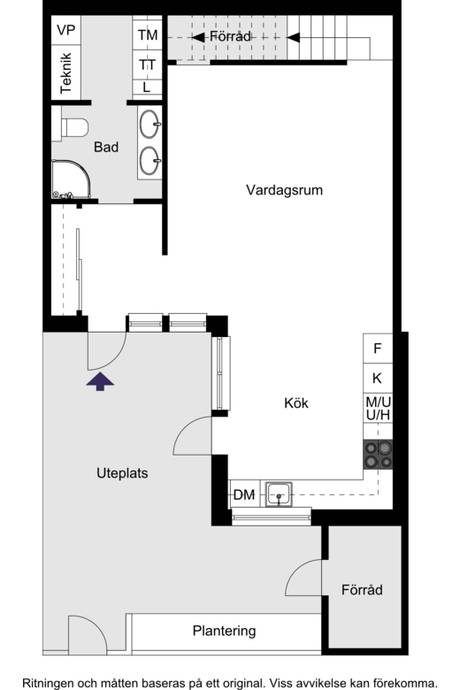 VP
TM
Förråd
Teknik
TT
L
Bad
Vardagsrum
F
K
M/U
U/H
Kök
Uteplats
DM
Förråd
Plantering
Ritningen och måtten baseras på ett original. Viss avvikelse kan förekomma.